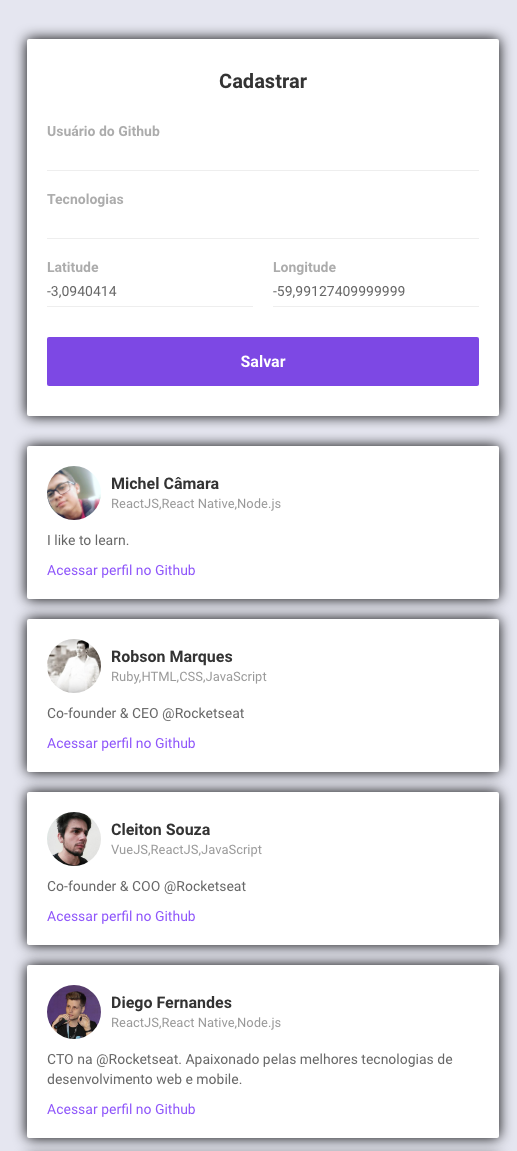 Cadastrar
Usuário do Github
Tecnologias
Latitude Longitude
-3,0940414 -59,99127409999999
Salvar
Michel Câmara
ReactJS,React Native,Node.js
I like to learn.
Acessar perfil no Github
Robson Marques
Ruby,HTML,CSS,JavaScript
Co-founder & CEO @Rocketseat
Acessar perfil no Github
Cleiton Souza
VueJS,ReactJS,JavaScript
Co-founder & COO @Rocketseat
Acessar perfil no Github
Diego Fernandes
ReactJS,React Native,Node.js
CTO na @Rocketseat. Apaixonado pelas melhores tecnologias de
desenvolvimento web e mobile.
Acessar perfil no Github